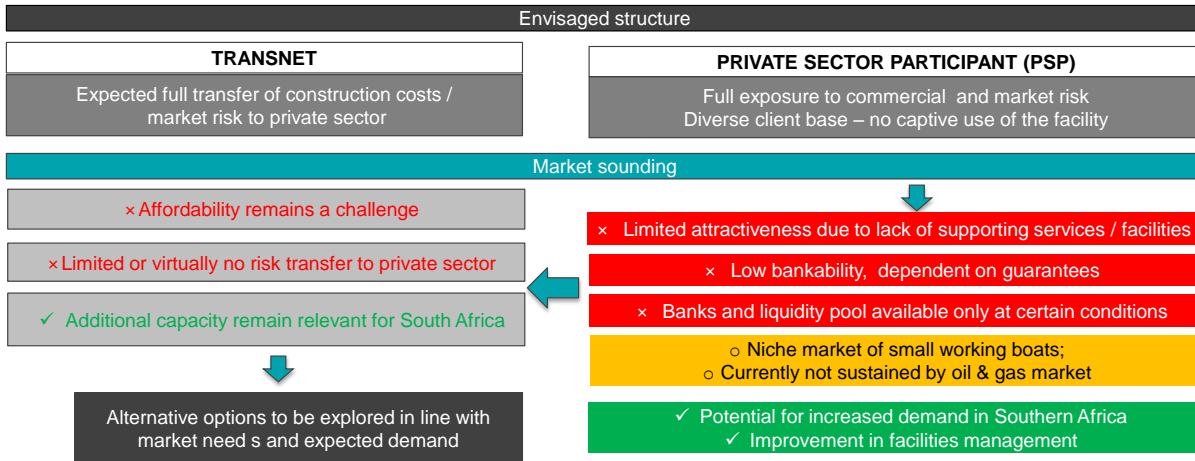 Envisaged structure
TRANSNET
Expected full transfer of construction costs /
market risk to private sector
PRIVATE SECTOR PARTICIPANT (PSP)
Full exposure to commercial and market risk
Diverse client base – no captive use of the facility
Market sounding
× Affordability remains a challenge
× Limited or virtually no risk transfer to private sector
✓ Additional capacity remain relevant for South Africa
Alternative options to be explored in line with
market need s and expected demand
× Limited attractiveness due to lack of supporting services / facilities
× Low bankability, dependent on guarantees
× Banks and liquidity pool available only at certain conditions
o Niche market of small working boats;
o Currently not sustained by oil & gas market
✓ Potential for increased demand in Southern Africa
✓ Improvement in facilities management